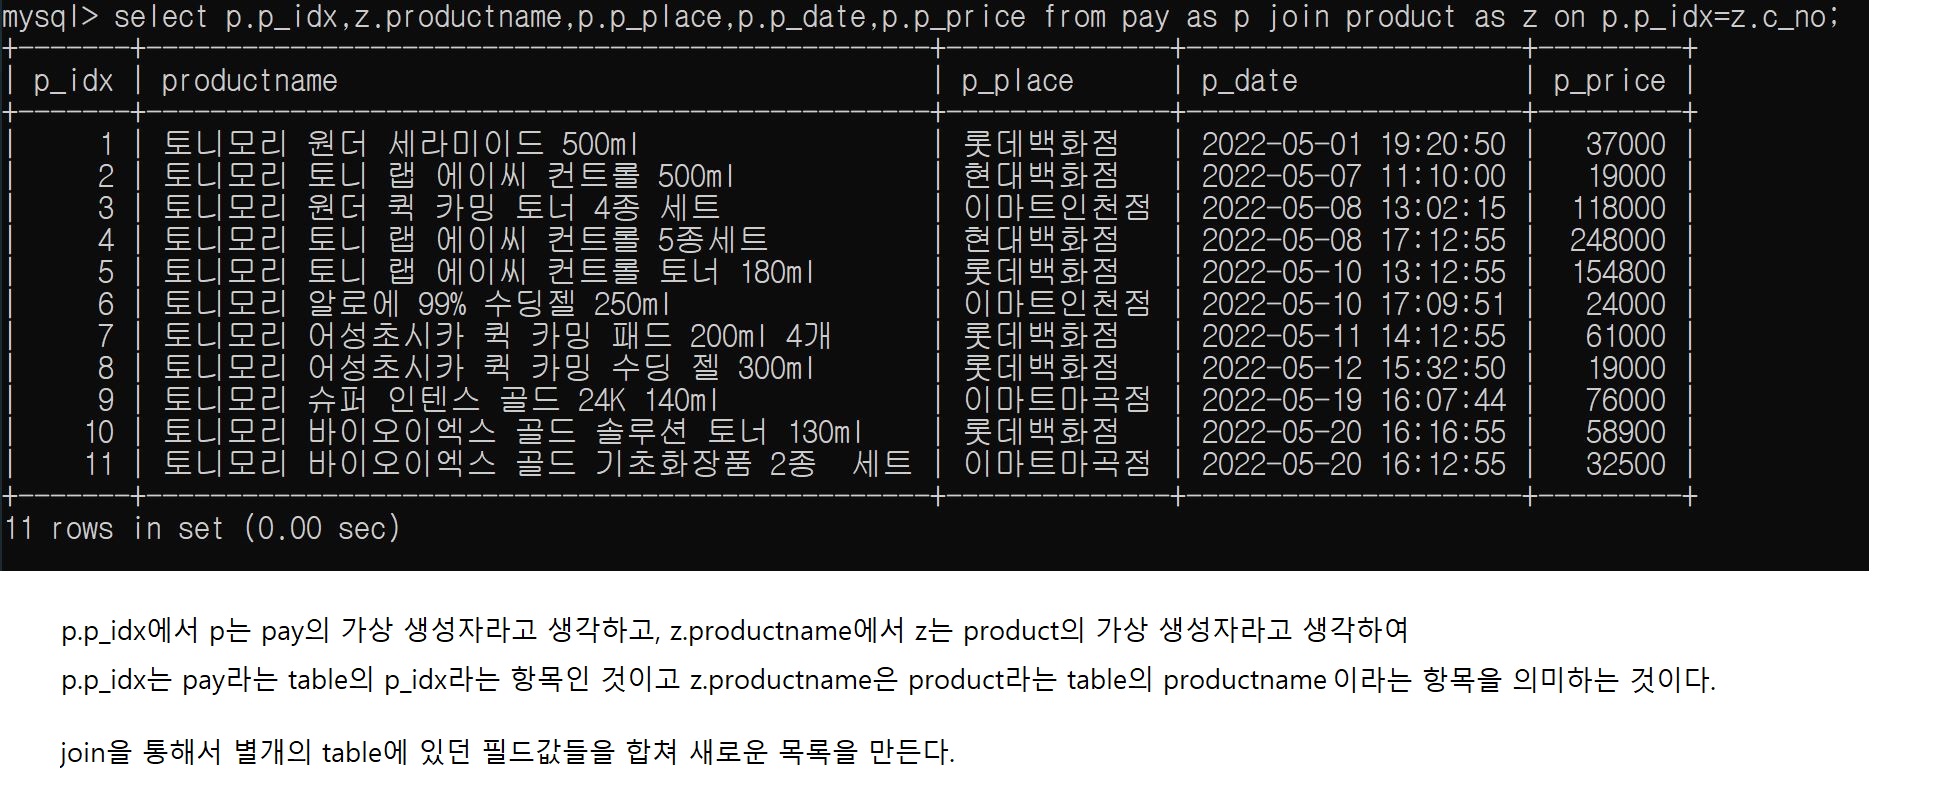 mysql> select p.p_idx,z.productname,p.p_place,p.p_date,p.p_price from pay as p join product as z on p.p_idx=z.c_no;
+-------+-------------------------------------------------+--------------+---------------------+---------+
| p_idx | productname | p_place | p_date | p_price |
+-------+-------------------------------------------------+--------------+---------------------+---------+
| 1 | 토니모리 원더 세라미이드 500ml | 롯데백화점 | 2022-05-01 19:20:50 | 37000 |
| 2 | 토니모리 토니 랩 에이씨 컨트롤 500ml | 현대백화점 | 2022-05-07 11:10:00 | 19000 |
| 3 | 토니모리 원더 퀵 카밍 토너 4종 세트 | 이마트인천점 | 2022-05-08 13:02:15 | 118000 |
| 4 | 토니모리 토니 랩 에이씨 컨트롤 5종세트 | 현대백화점 | 2022-05-08 17:12:55 | 248000 |
| 5 | 토니모리 토니 랩 에이씨 컨트롤 토너 180ml | 롯데백화점 | 2022-05-10 13:12:55 | 154800 |
| 6 | 토니모리 알로에 99% 수딩젤 250ml | 이마트인천점 | 2022-05-10 17:09:51 | 24000 |
| 7 | 토니모리 어성초시카 퀵 카밍 패드 200ml 4개 | 롯데백화점 | 2022-05-11 14:12:55 | 61000 |
| 8 | 토니모리 어성초시카 퀵 카밍 수딩 젤 300ml | 롯데백화점 | 2022-05-12 15:32:50 | 19000 |
| 9 | 토니모리 슈퍼 인텐스 골드 24K 140ml | 이마트마곡점 | 2022-05-19 16:07:44 | 76000 |
| 10 | 토니모리 바이오이엑스 골드 솔루션 토너 130ml | 롯데백화점 | 2022-05-20 16:16:55 | 58900 |
| 11 | 토니모리 바이오이엑스 골드 기초화장품 2종  세트 | 이마트마곡점 | 2022-05-20 16:12:55 | 32500 |
+-------+-------------------------------------------------+--------------+---------------------+---------+
11 rows in set (0.00 sec)
p.p_idx에서 p는 pay의 가상 생성자라고 생각하고, z.productname에서 z는 product의 가상 생성자라고 생각하여
p.p_idx는 pay라는 table의 p_idx라는 항목인 것이고 z.productname은 product라는 table의 productname이라는 항목을 의미하는 것이다.
join을 통해서 별개의 table에 있던 필드값들을 합쳐 새로운 목록을 만든다.